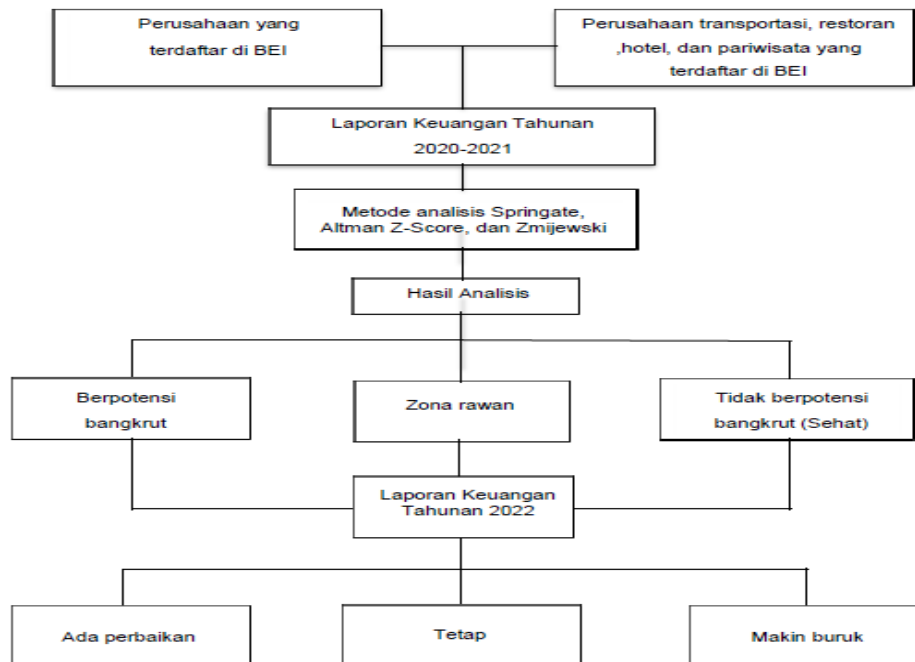 Perusahaan yang
terdaftar di BEI
Perusahaan transportasi, restoran
,hotel, dan pariwisata yang
terdaftar di BEI
Laporan Keuangan Tahunan
2020-2021
Metode analisis Springate,
Altman Z-Score, dan Zmijewski
Hasil Analisis
Berpotensi
bangkrut
Zona rawan
Tidak berpotensi
bangkrut (Sehat)
Laporan Keuangan
Tahunan 2022
Ada perbaikan
Tetap
Makin buruk